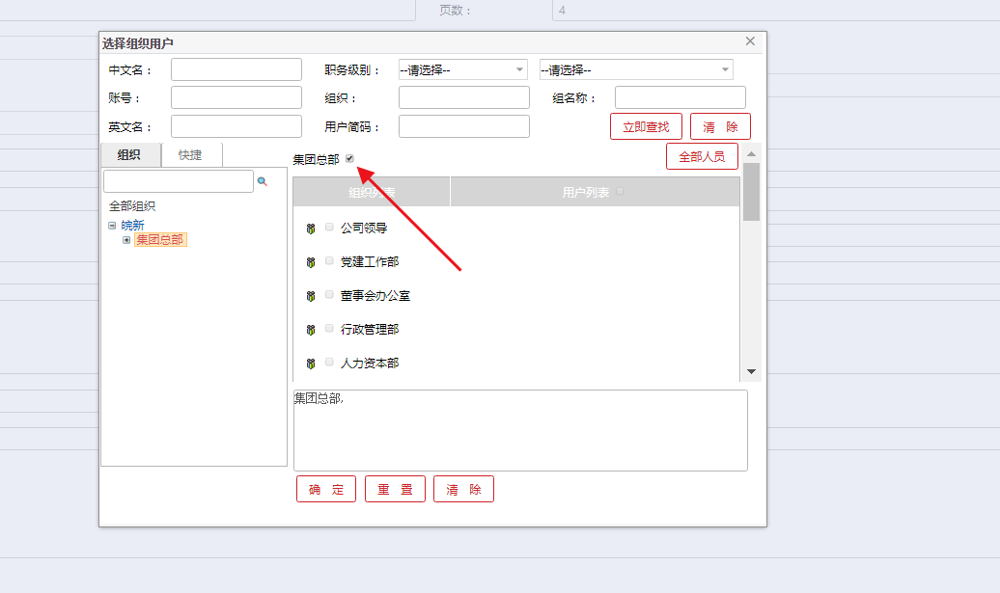 页数： 4
选择组织用户
中文名： 职务级别： --请选择-- --请选择--
账号： 组织： 组名称：
英文名： 用户简码：
立即查找 清 除
组织 快捷
集团总部 全部人员
组织列表 用户列表
全部组织
皖新
集团总部
公司领导
党建工作部
董事会办公室
行政管理部
人力资本部
集团总部,
确 定 重 置 清 除